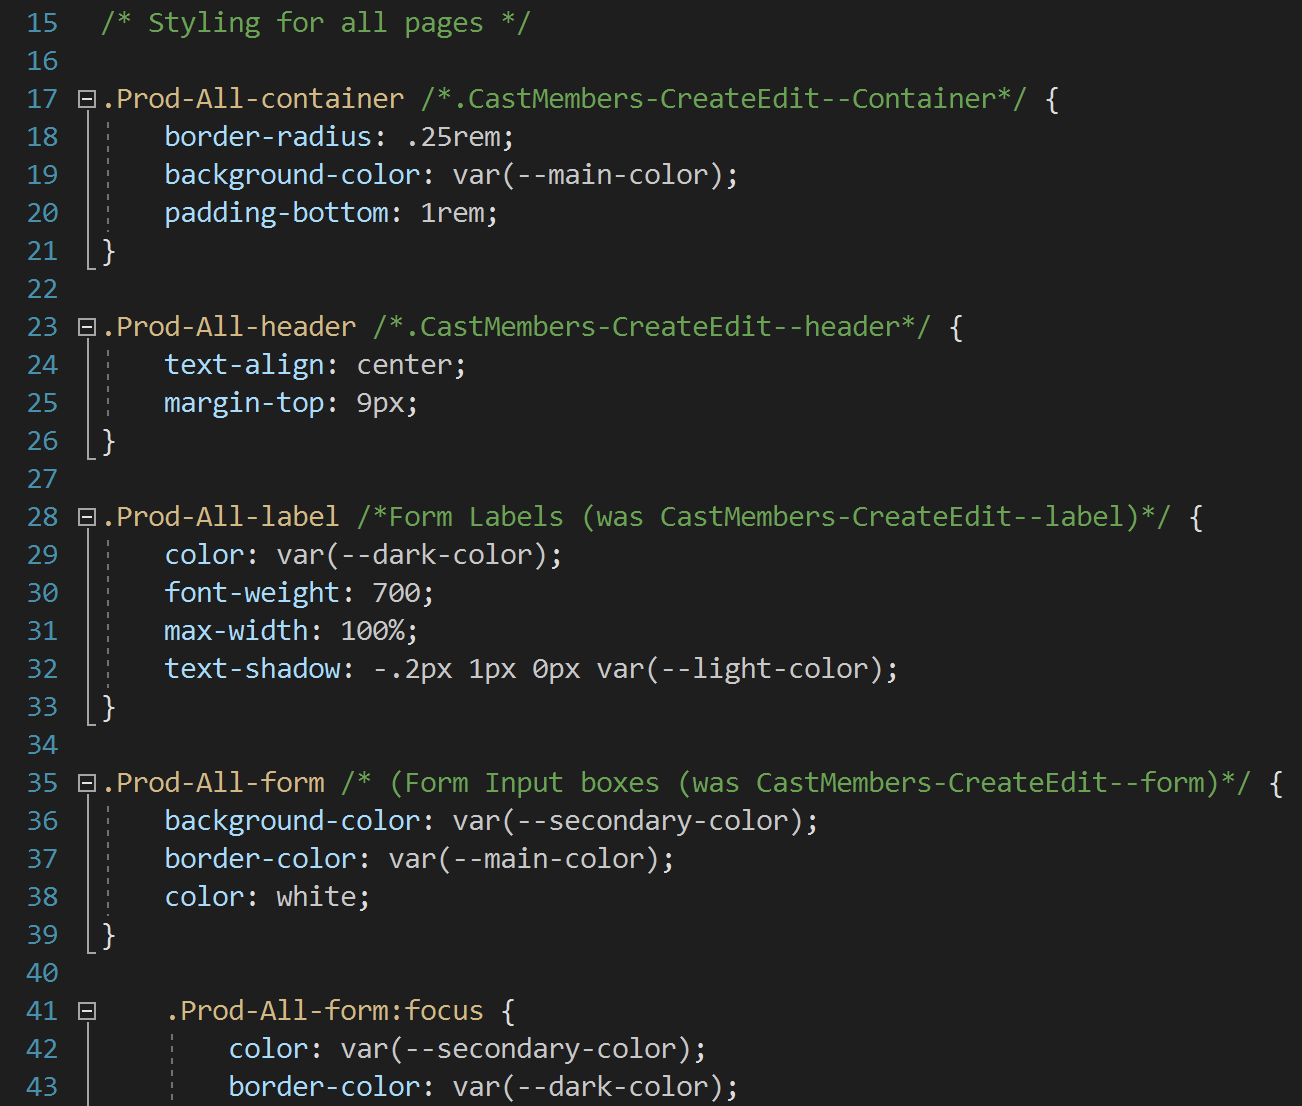 15 /* Styling for all pages */
16
17 .Prod-All-container /*.CastMembers-CreateEdit--Container*/ {
18 border-radius: .25rem;
19 background-color: var(--main-color);
20 padding-bottom: 1rem;
21 }
22
23 .Prod-All-header /*.CastMembers-CreateEdit--header*/ {
24 text-align: center;
25 margin-top: 9px;
26 }
27
28 .Prod-All-label /*Form Labels (was CastMembers-CreateEdit--label)*/ {
29 color: var(--dark-color);
30 font-weight: 700;
31 max-width: 100%;
32 text-shadow: -.2px 1px 0px var(--light-color);
33 }
34
35 .Prod-All-form /* (Form Input boxes (was CastMembers-CreateEdit--form)*/ {
36 background-color: var(--secondary-color);
37 border-color: var(--main-color);
38 color: white;
39 }
40
41 .Prod-All-form:focus {
42 color: var(--secondary-color);
43 border-color: var(--dark-color);